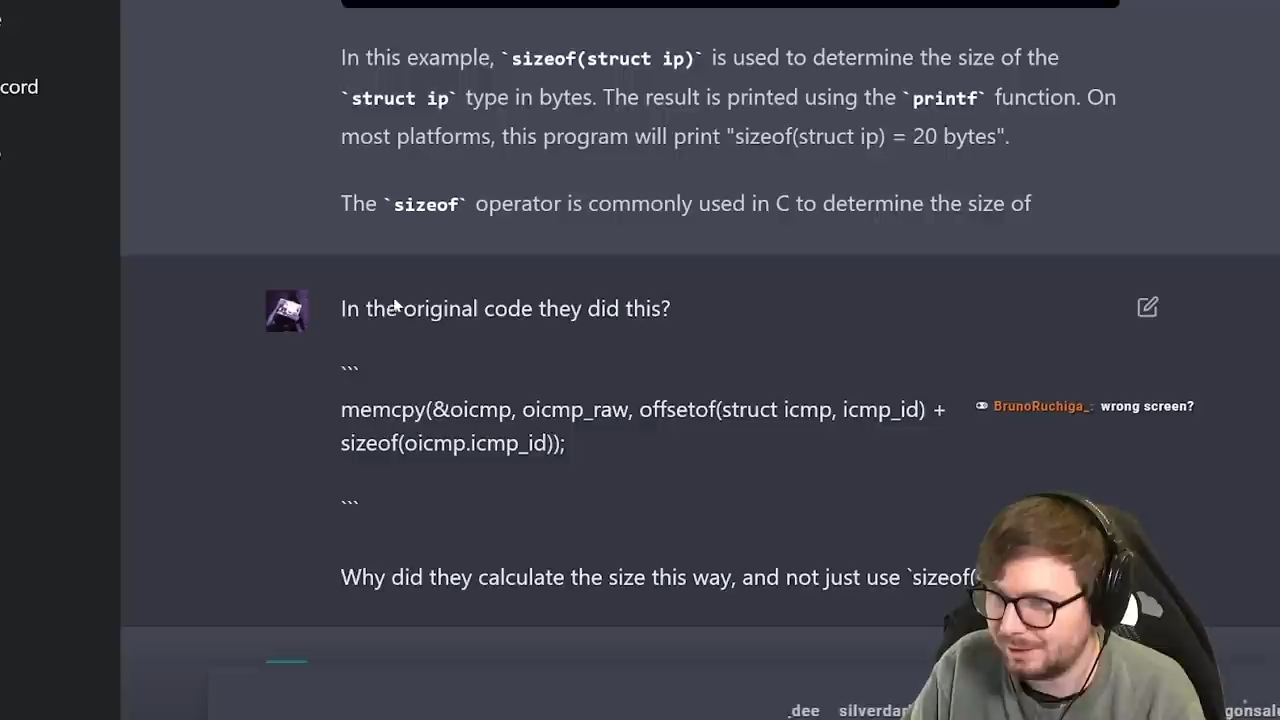 cord
In this example, `sizeof(struct ip)` is used to determine the size of the
`struct ip` type in bytes. The result is printed using the `printf` function. On
most platforms, this program will print "sizeof(struct ip) = 20 bytes".
The `sizeof` operator is commonly used in C to determine the size of
In the original code they did this?
```
memcpy(&oicmp, oicmp_raw, offsetof(struct icmp, icmp_id) +
sizeof(oicmp.icmp_id));
BrunoRuchiga_: wrong screen?
```
Why did they calculate the size this way, and not just use `sizeof(
_dee silverdar
gonsal